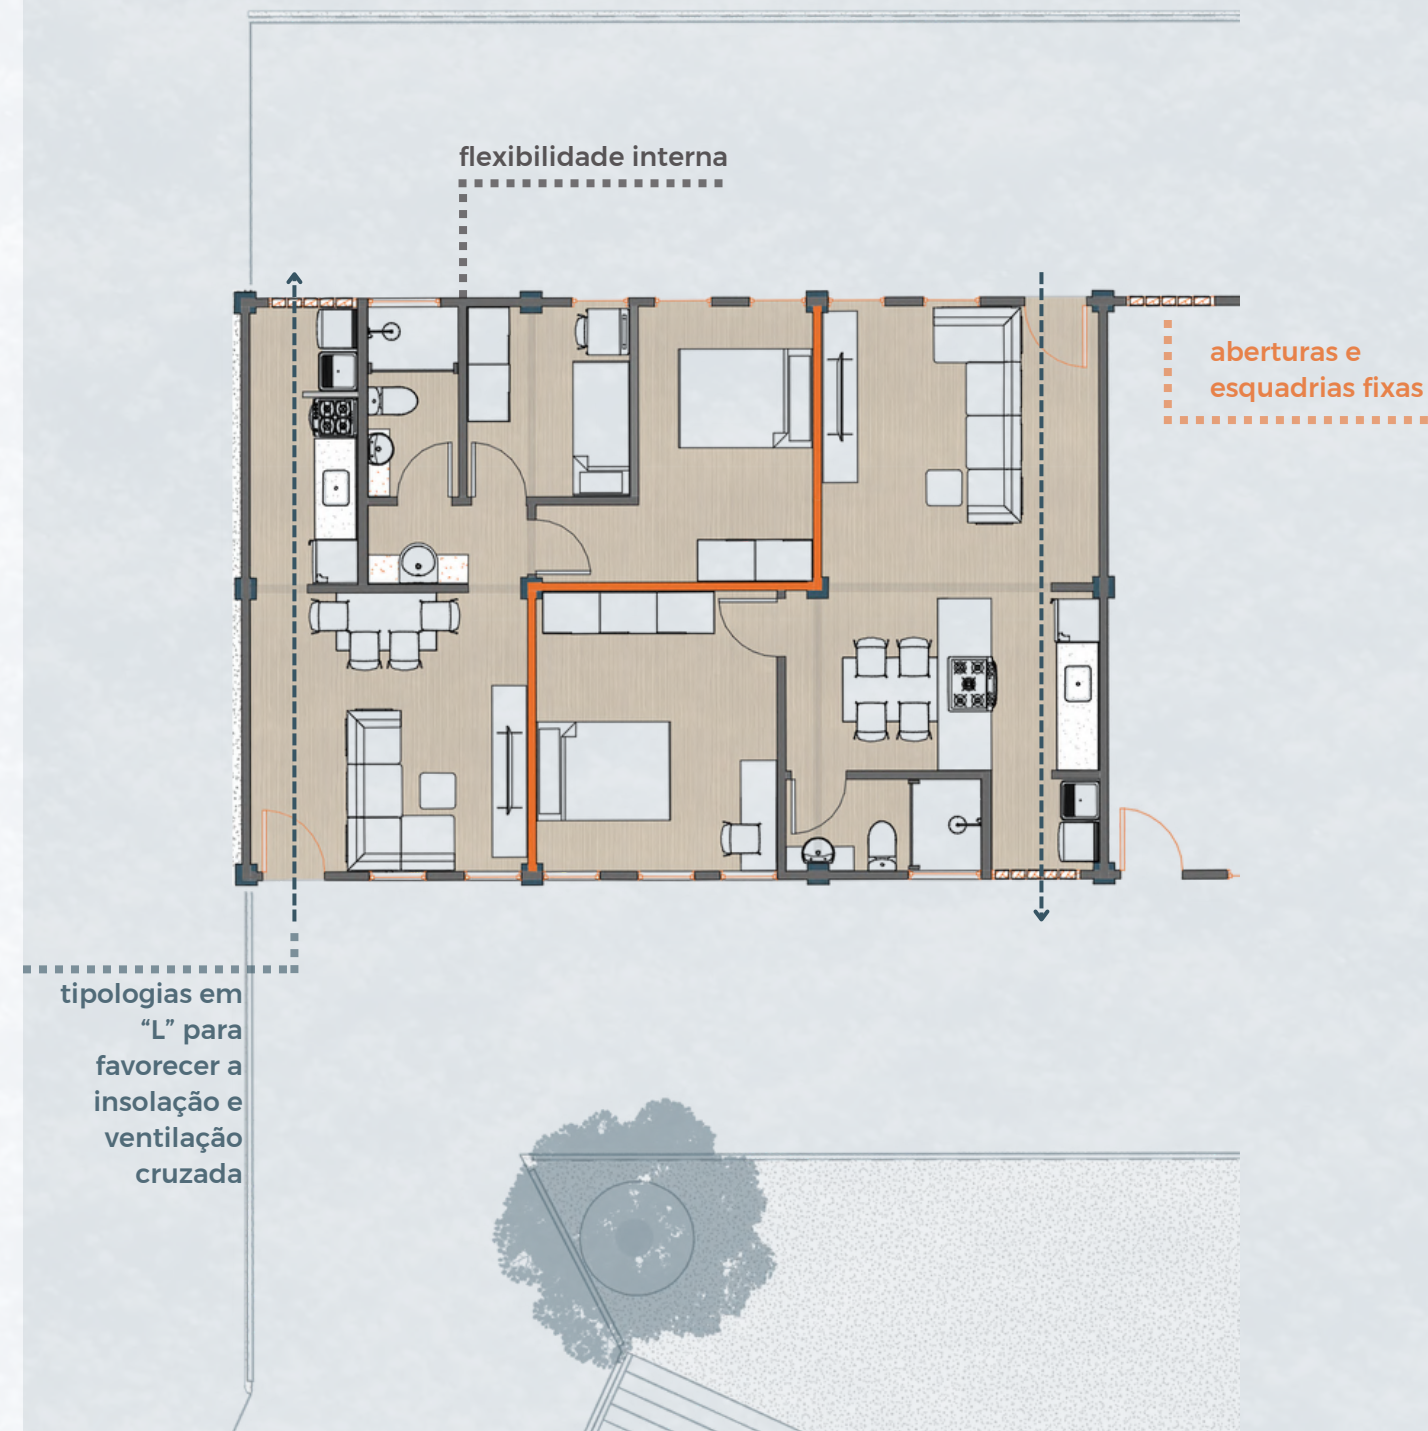 flexibilidade interna
aberturas e
esquadrias fixas
tipologias em
“L” para
favorecer a
insolação e
ventilação
cruzada